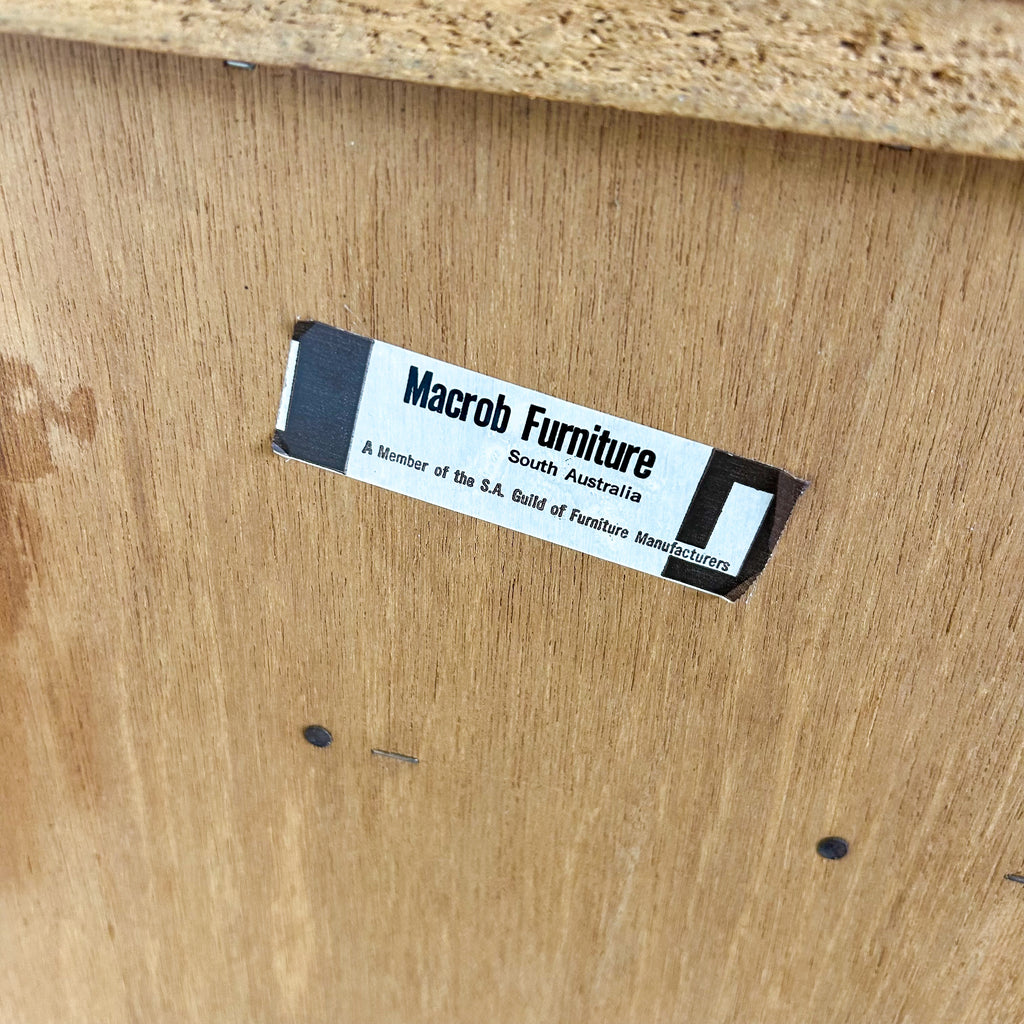 Macrob Furniture
South Australia
A Member of the S.A. Guild of Furniture Manufacturers